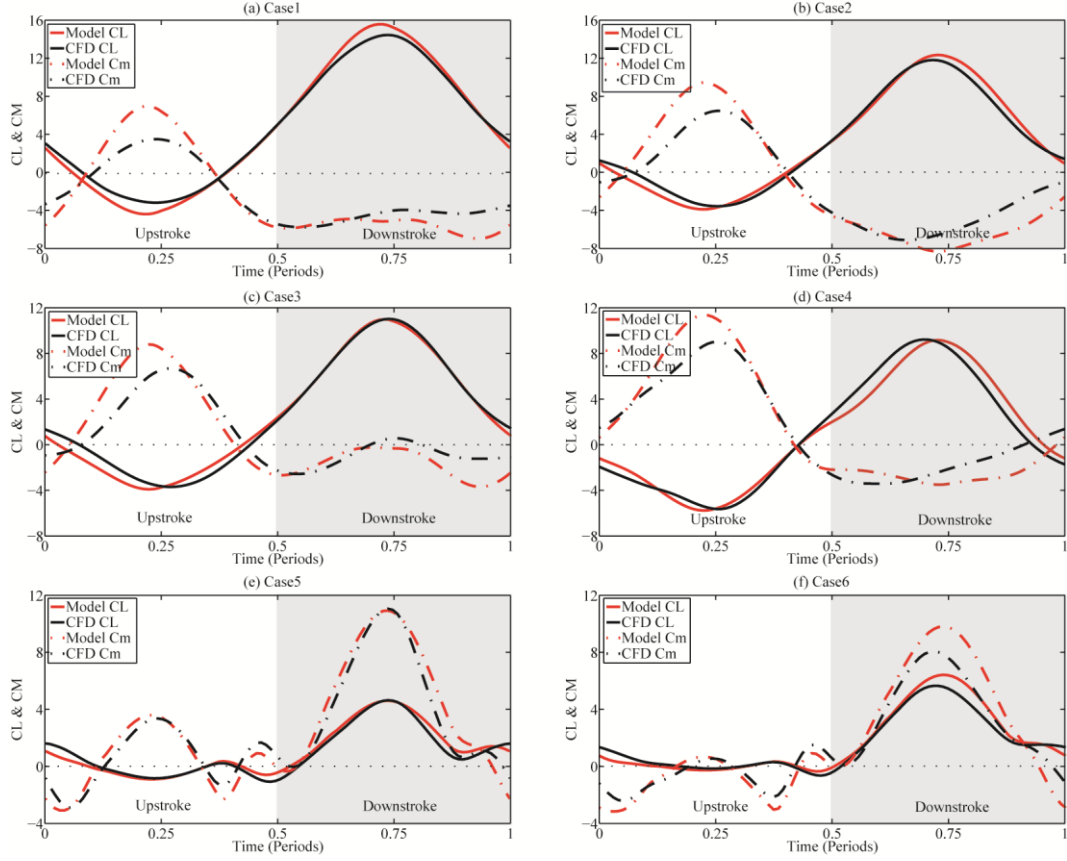 (a) Case1
16
12
8
4
0
−4
−8
CL & CM
Model CL
CFD CL
Model Cm
CFD Cm
Upstroke
Downstroke
0
0.25
0.5
0.75
1
Time (Periods)
(b) Case2
16
12
8
4
0
−4
−8
CL & CM
Model CL
CFD CL
Model Cm
CFD Cm
Upstroke
Downstroke
0
0.25
0.5
0.75
1
Time (Periods)
(c) Case3
12
8
4
0
−4
−8
CL & CM
Model CL
CFD CL
Model Cm
CFD Cm
Upstroke
Downstroke
0
0.25
0.5
0.75
1
Time (Periods)
(d) Case4
12
8
4
0
−4
−8
CL & CM
Model CL
CFD CL
Model Cm
CFD Cm
Upstroke
Downstroke
0
0.25
0.5
0.75
1
Time (Periods)
(e) Case5
12
8
4
0
−4
CL & CM
Model CL
CFD CL
Model Cm
CFD Cm
Upstroke
Downstroke
0
0.25
0.5
0.75
1
Time (Periods)
(f) Case6
12
8
4
0
−4
CL & CM
Model CL
CFD CL
Model Cm
CFD Cm
Upstroke
Downstroke
0
0.25
0.5
0.75
1
Time (Periods)